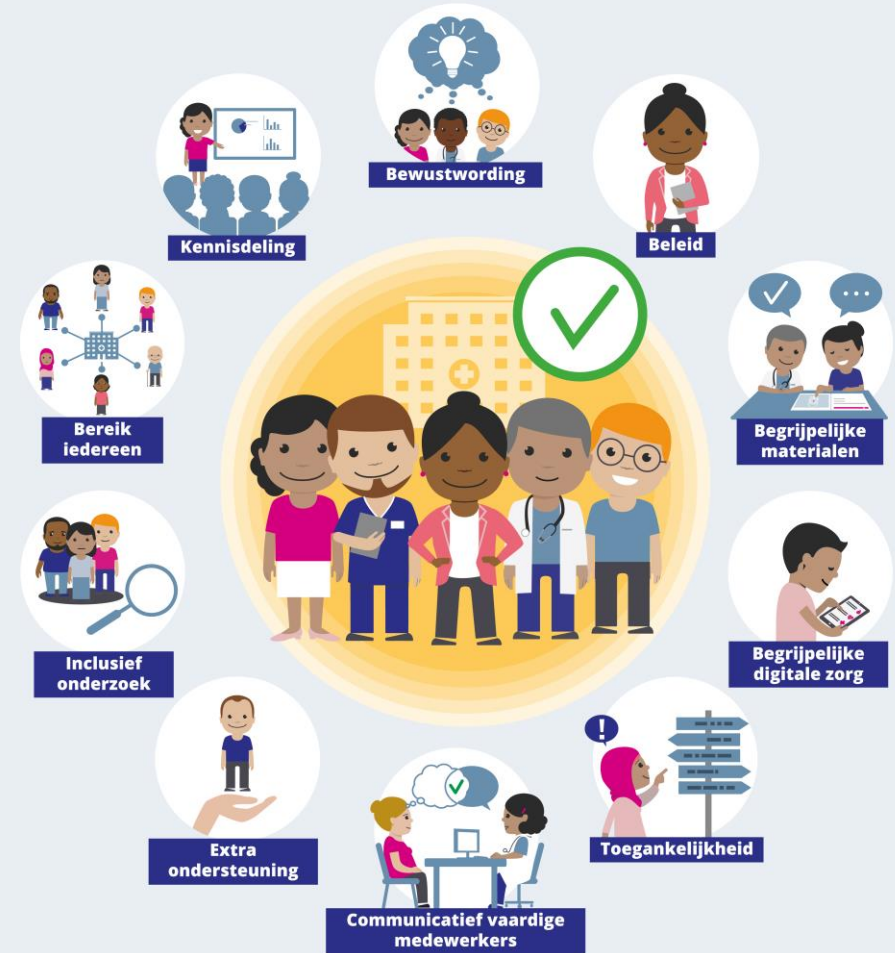 Bewustwording
Beleid
Begrijpelijke
materialen
Begrijpelijke
digitale zorg
Toegankelijkheid
Communicatief vaardige
medewerkers
Extra
ondersteuning
Inclusief
onderzoek
Bereik
iedereen
Kennisdeling